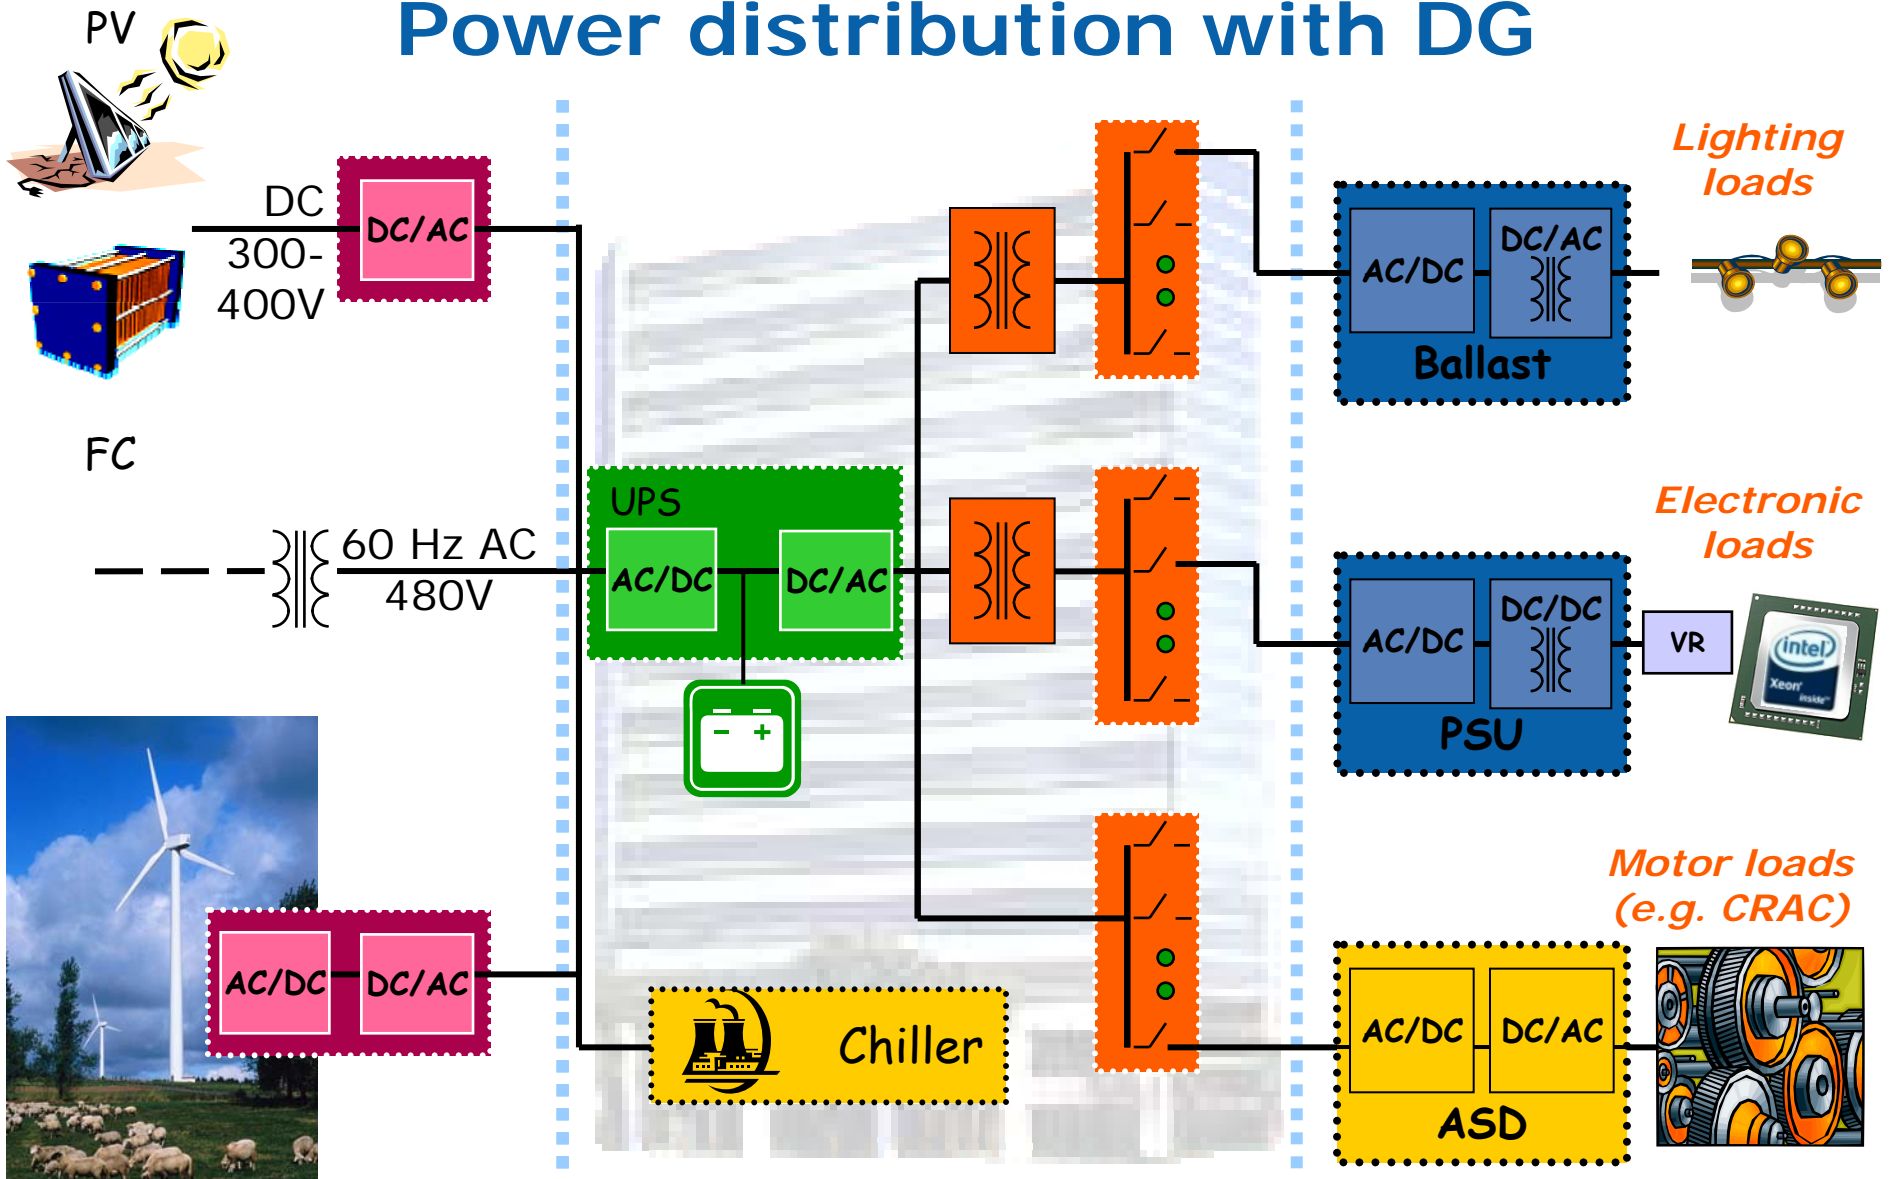 Power distribution with DG
PV
DC
300-
400V
DC/AC
FC
60 Hz AC
480V
AC/DC
DC/AC
UPS
AC/DC
DC/AC
- +
Chiller
Lighting
loads
AC/DC
DC/AC
Ballast
Electronic
loads
AC/DC
DC/DC
PSU
VR
intel
Xeon
inside™
Motor loads
(e.g. CRAC)
AC/DC
DC/AC
ASD